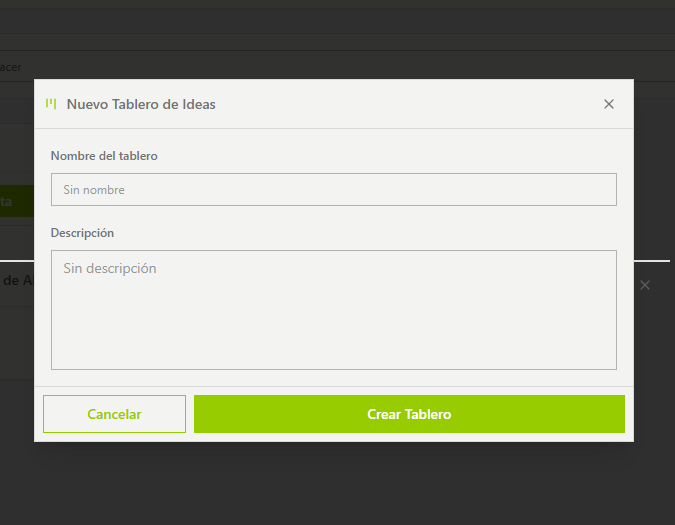 acer
Nuevo Tablero de Ideas
Nombre del tablero
Sin nombre
ta
Descripción
Sin descripción
de A
Cancelar
Crear Tablero